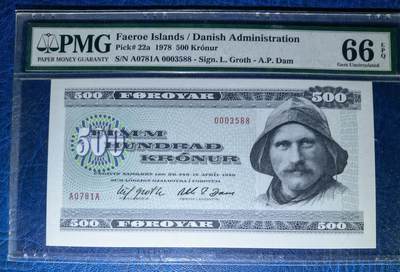 PMG
PAPER MONEY GUARANTY
Faeroe Islands / Danish Administration
Pick# 22a 1978 500 Krónur
S/N A0781A 0003588 - Sign. L. Groth - A.P. Dam
66 EPQ
Gem Uncirculated
500 FØROYAR 500
FIMM
HUNDRAÐ
KRÓNUR
500
0003588
A0781A
500 FØROYAR 500